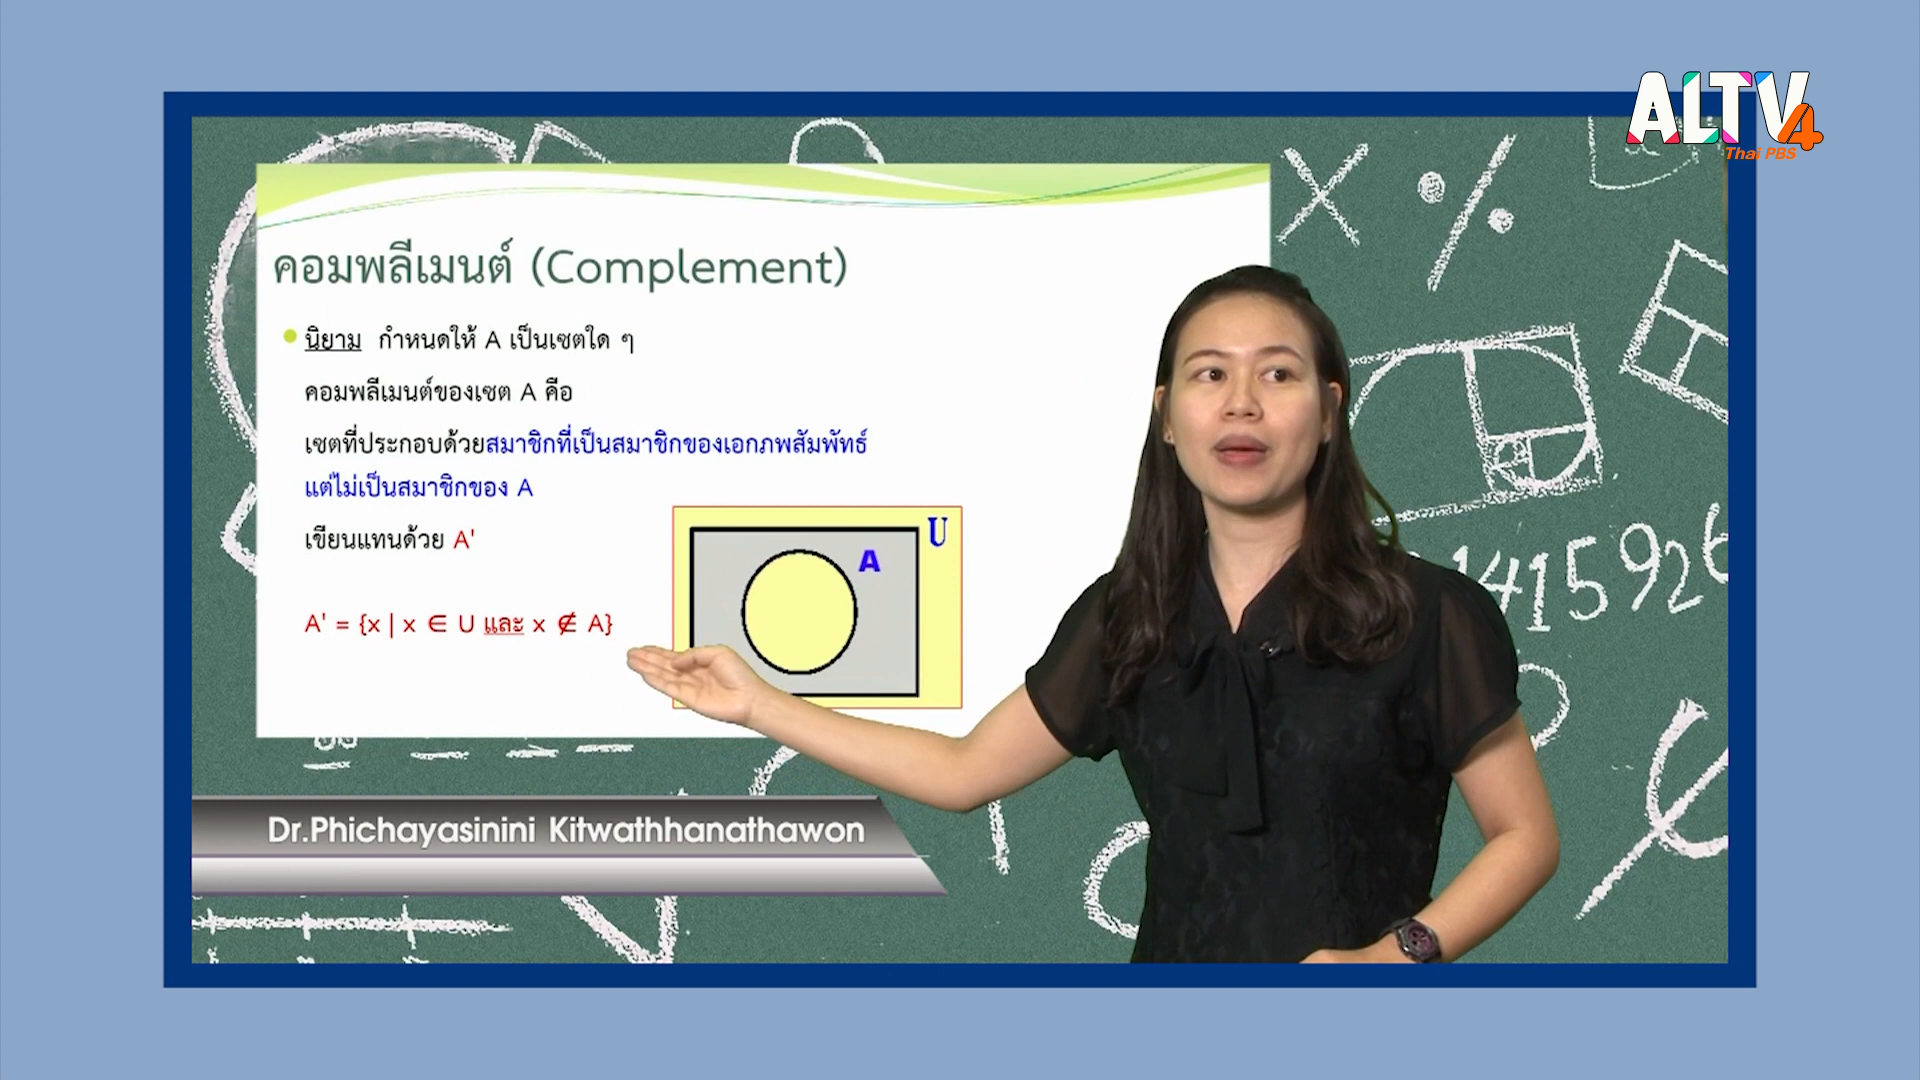 ALTV4
Thai PBS
คอมพลีเมนต์ (Complement)
นิยาม กำหนดให้ A เป็นเซตใด ๆ
คอมพลีเมนต์ของเซต A คือ
เซตที่ประกอบด้วยสมาชิกที่เป็นสมาชิกของเอกภพสัมพัทธ์
แต่ไม่เป็นสมาชิกของ A
เขียนแทนด้วย A'
U
A
A' = {x | x ∈ U และ x ∉ A}
Dr.Phichayasinini Kitwathhanathawon